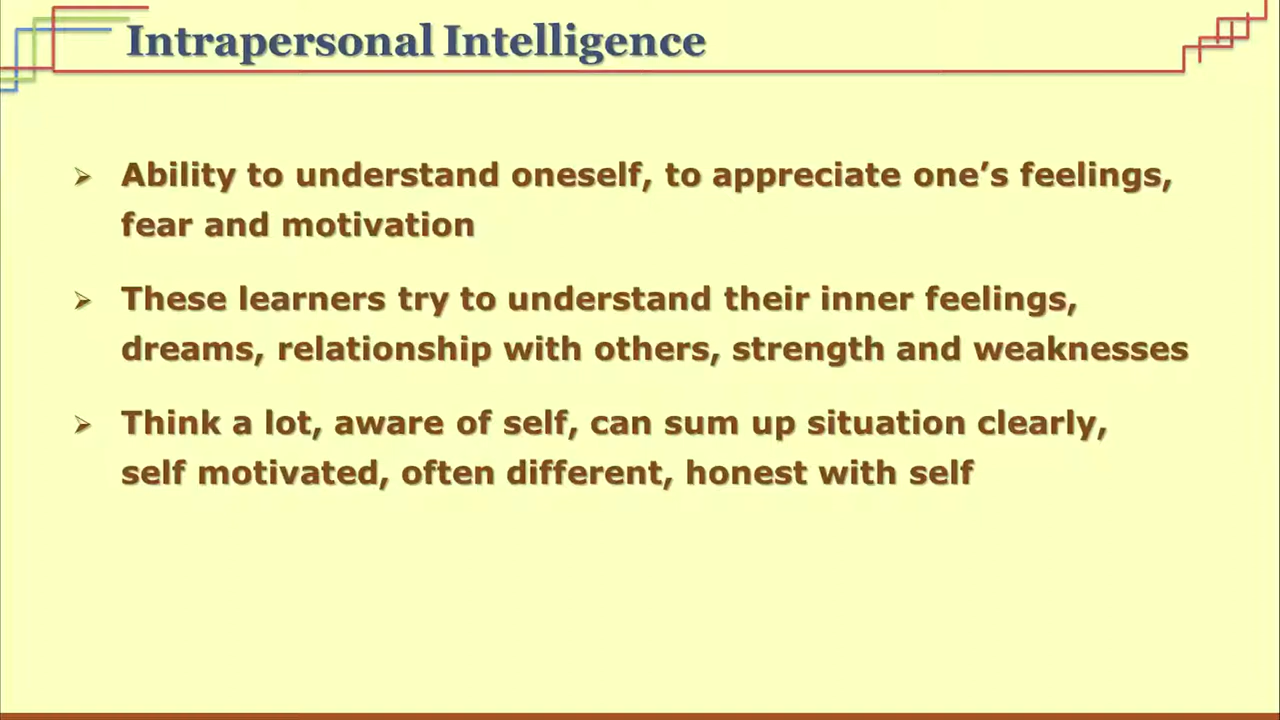 Intrapersonal Intelligence
Ability to understand oneself, to appreciate one’s feelings,
fear and motivation
These learners try to understand their inner feelings,
dreams, relationship with others, strength and weaknesses
Think a lot, aware of self, can sum up situation clearly,
self motivated, often different, honest with self